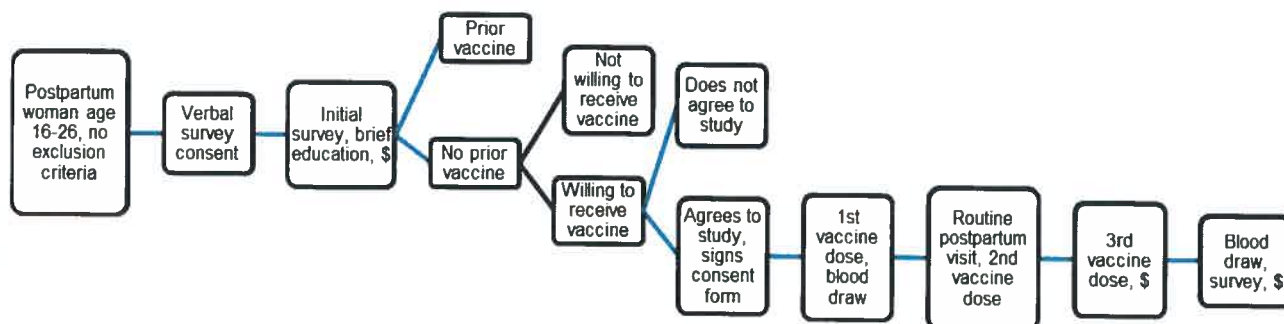 Postpartum
woman age
16-26, no
exclusion
criteria
Verbal
survey
consent
Initial
survey, brief
education, $
Prior
vaccine
No prior
vaccine
Not
willing to
receive
vaccine
Willing to
receive
vaccine
Does not
agree to
study
Agrees to
study,
signs
consent
form
1st
vaccine
dose,
blood
draw
Routine
postpartum
visit, 2nd
vaccine
dose
3rd
vaccine
dose, $
Blood
draw,
survey, $